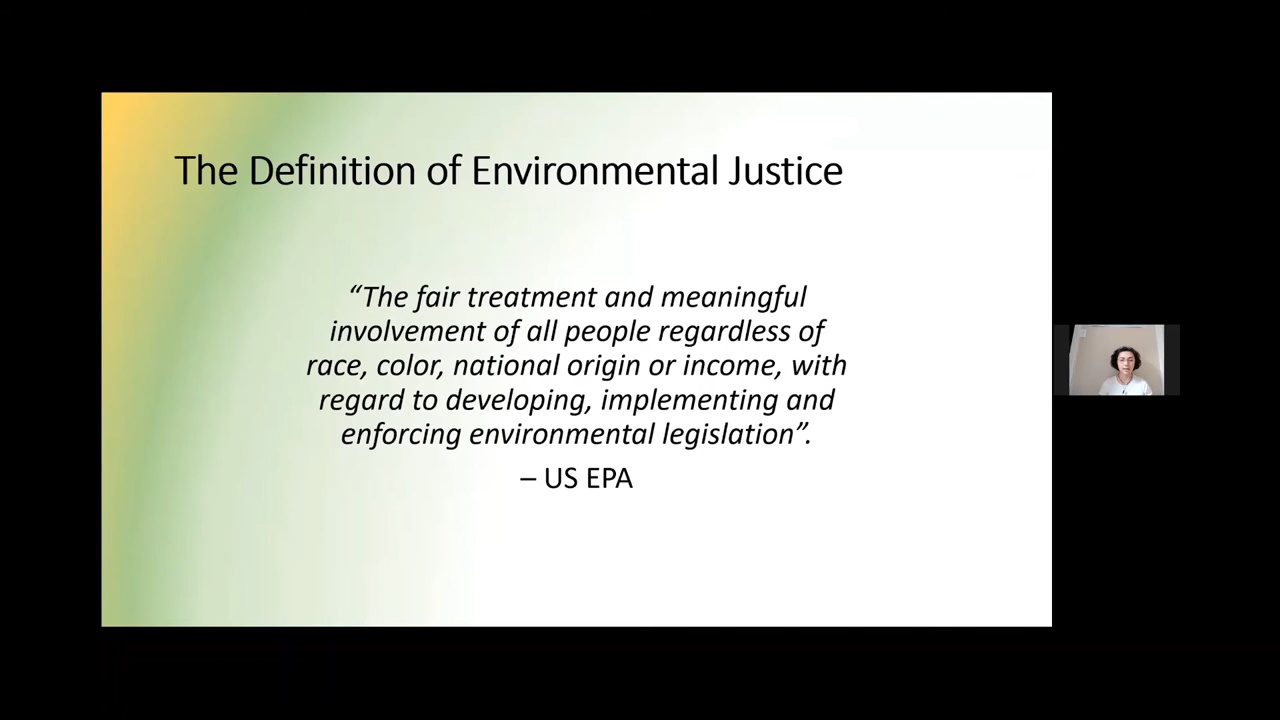 The Definition of Environmental Justice
“The fair treatment and meaningful
involvement of all people regardless of
race, color, national origin or income, with
regard to developing, implementing and
enforcing environmental legislation”.
– US EPA